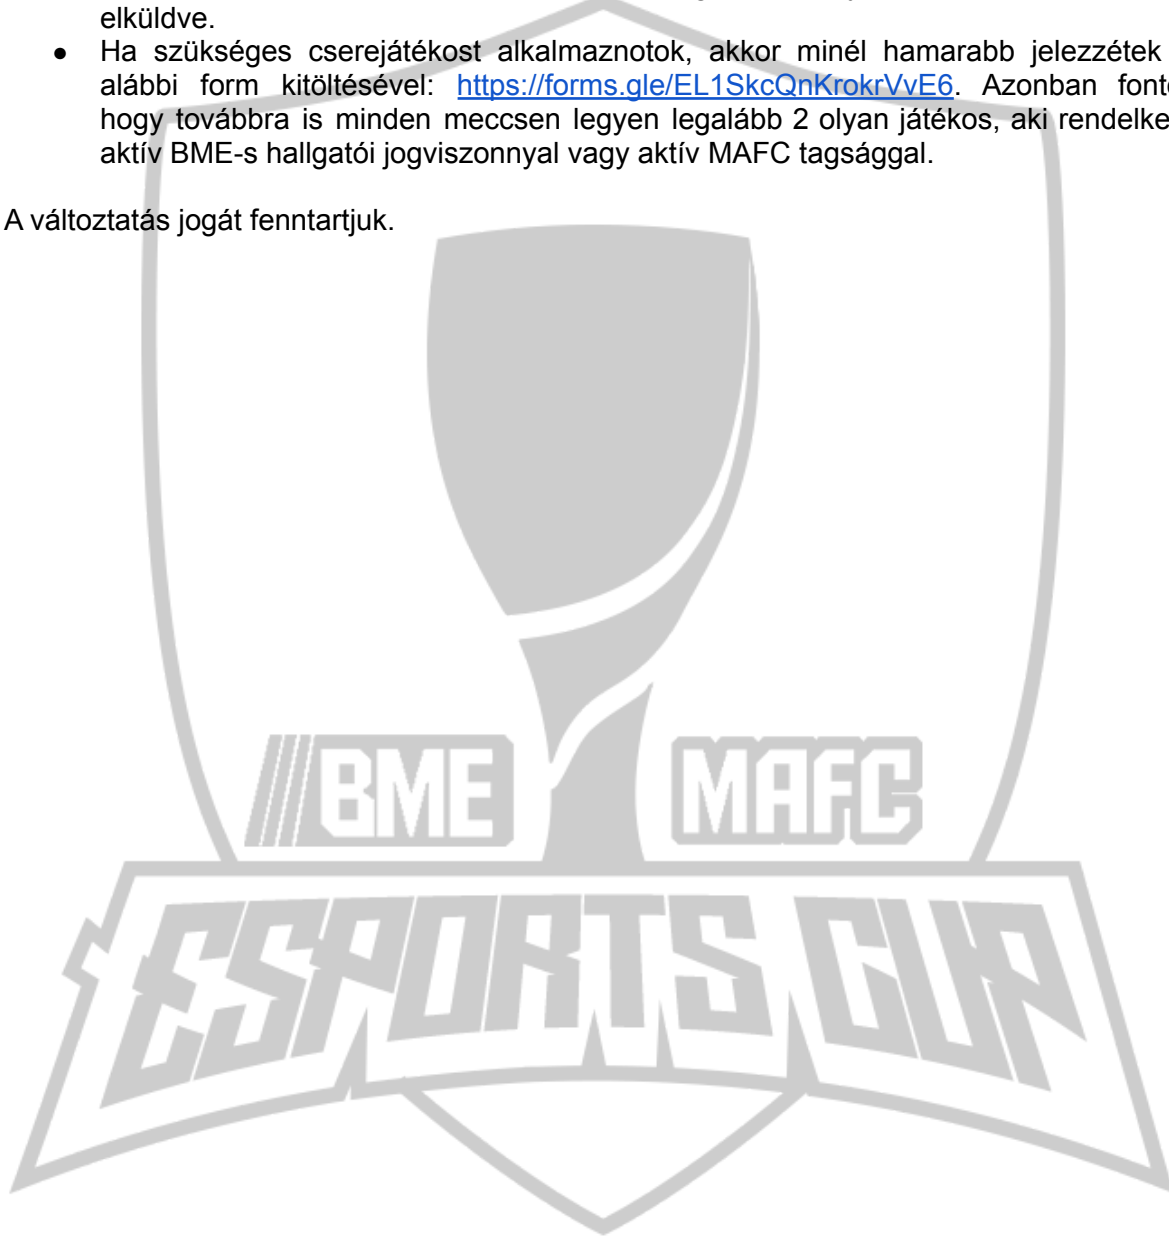 elküldve.
● Ha szükséges cserejátékost alkalmaznotok, akkor minél hamarabb jelezzétek
alábbi form kitöltésével: https://forms.gle/EL1SkcQnKrokrVvE6. Azonban
hogy továbbra is minden meccsen legyen legalább 2 olyan játékos, aki
aktív BME-s hallgatói jogviszonnyal vagy aktív MAFC tagsággal.
A változtatás jogát fenntartjuk.
BME MAFC
ESPORTS CUP